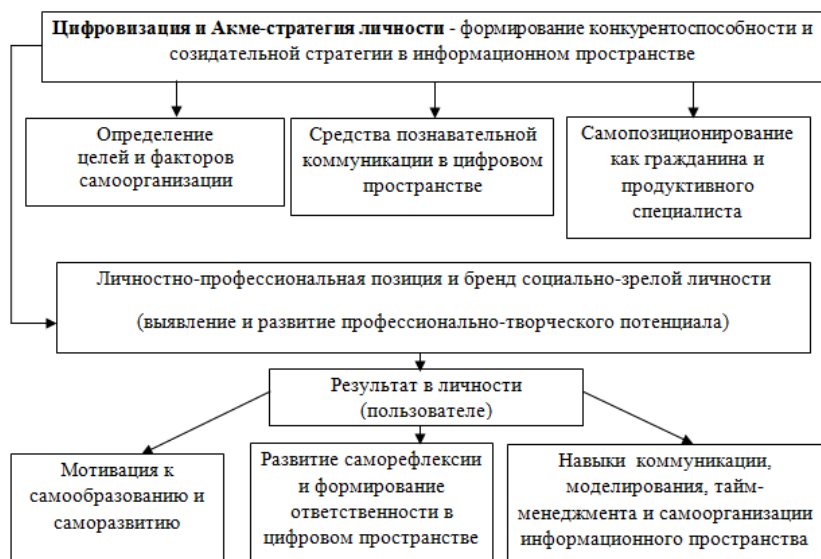 Цифровизация и Акме-стратегия личности - формирование конкурентоспособности и
созидательной стратегии в информационном пространстве
Определение
целей и факторов
самоорганизации
Средства познавательной
коммуникации в цифровом
пространстве
Самопозиционирование
как гражданина и
продуктивного
специалиста
Личностно-профессиональная позиция и бренд социально-зрелой личности
(выявление и развитие профессионально-творческого потенциала)
Результат в личности
(пользователе)
Мотивация к
самообразованию и
саморазвитию
Развитие саморефлексии
и формирование
ответственности в
цифровом пространстве
Навыки коммуникации,
моделирования, тайм-
менеджмента и самоорганизации
информационного пространства